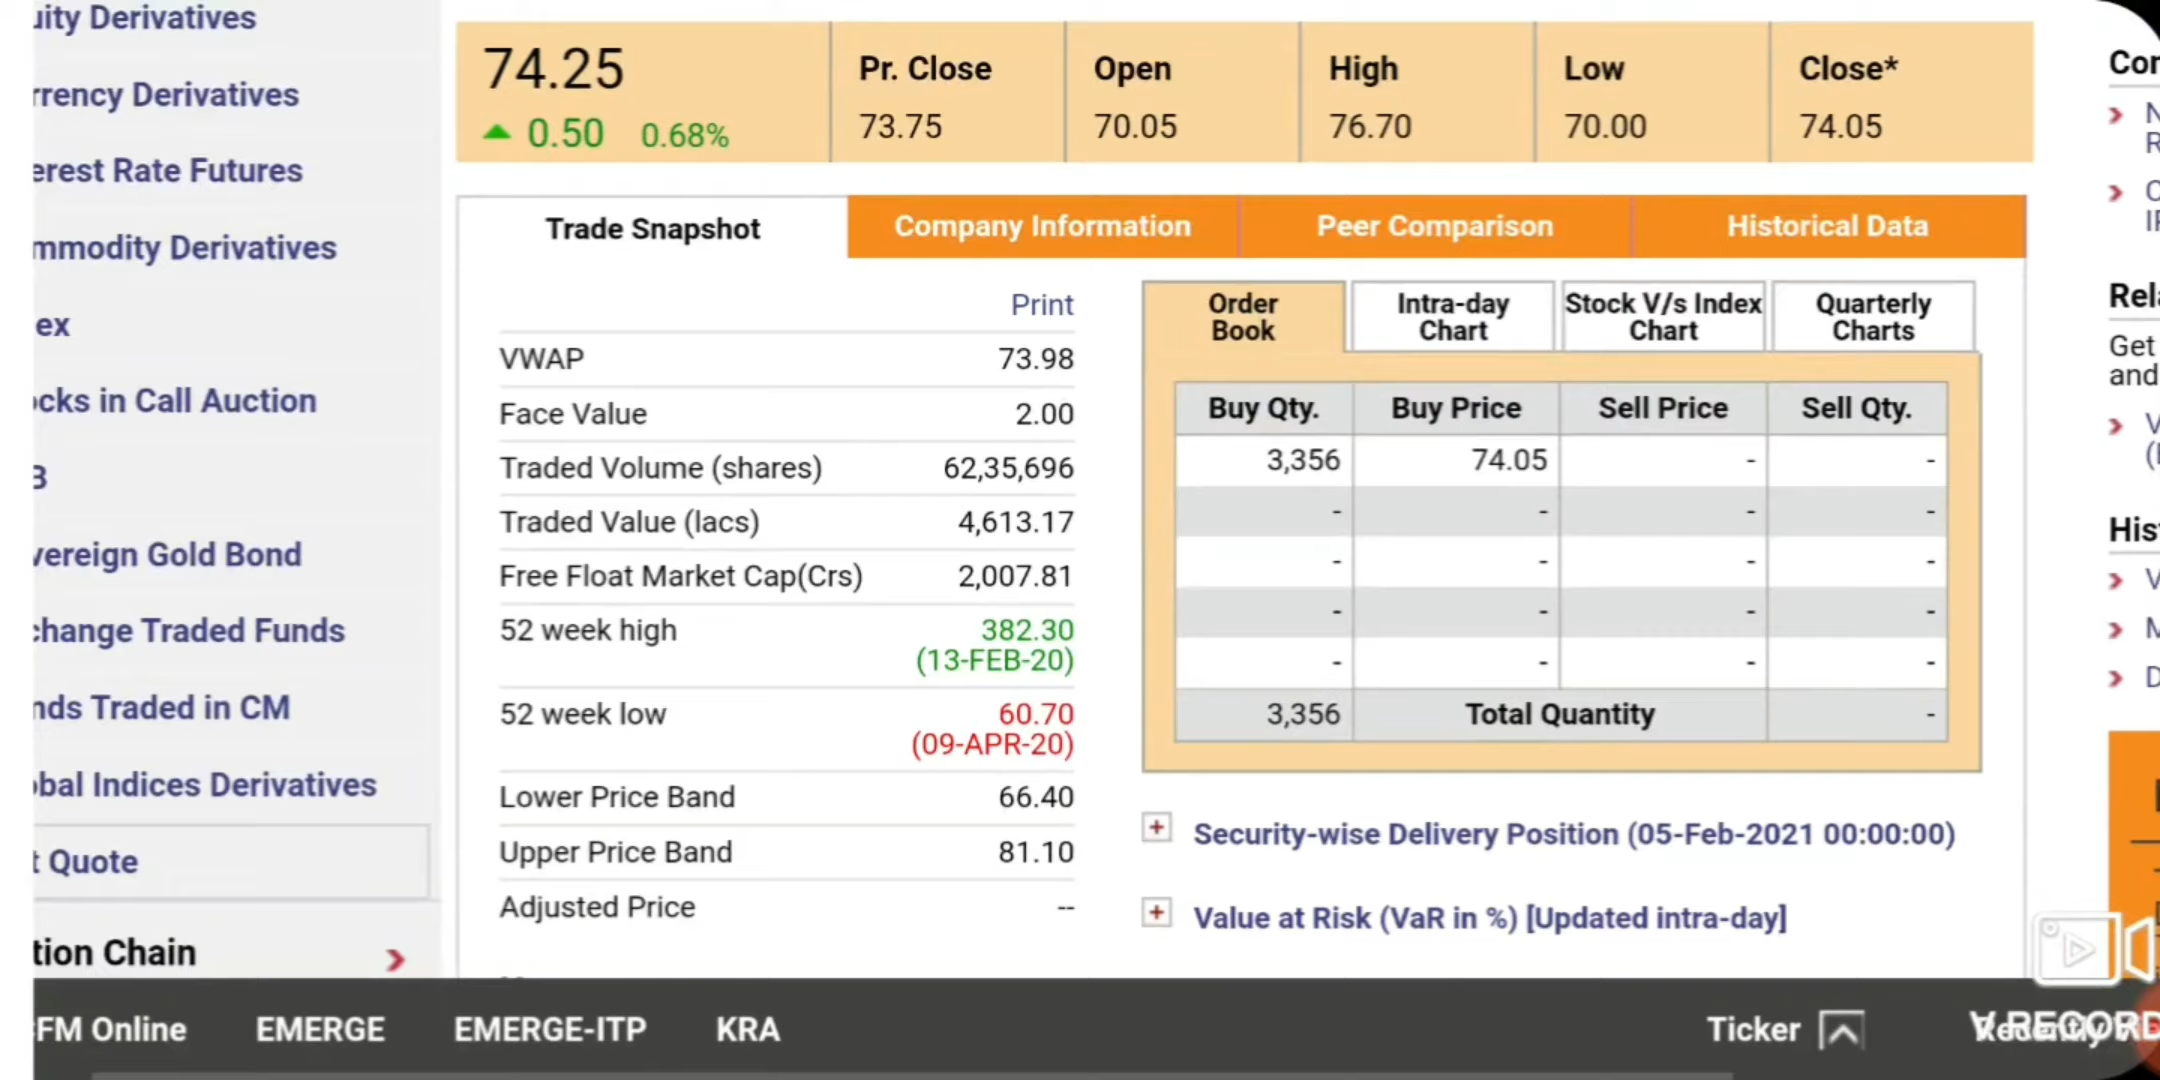 uity Derivatives
rrency Derivatives
erest Rate Futures
mmodity Derivatives
ex
ocks in Call Auction
B
vereign Gold Bond
change Traded Funds
nds Traded in CM
obal Indices Derivatives
t Quote
tion Chain
74.25 Pr. Close Open High Low Close*
0.50 0.68% 73.75 70.05 76.70 70.00 74.05
Trade Snapshot Company Information Peer Comparison Historical Data
Print
VWAP 73.98
Face Value 2.00
Traded Volume (shares) 62,35,696
Traded Value (lacs) 4,613.17
Free Float Market Cap(Crs) 2,007.81
52 week high 382.30
(13-FEB-20)
52 week low 60.70
(09-APR-20)
Lower Price Band 66.40
Upper Price Band 81.10
Adjusted Price --
Order Intra-day Stock V/s Index Quarterly
Book Chart Chart Charts
Buy Qty. Buy Price Sell Price Sell Qty.
3,356 74.05 - -
- - - -
- - - -
- - - -
- - - -
3,356 Total Quantity -
Security-wise Delivery Position (05-Feb-2021 00:00:00)
Value at Risk (VaR in %) [Updated intra-day]
Cor
N
R
C
Rela
Get
and
V
His
V
M
D
FM Online EMERGE EMERGE-ITP KRA Ticker
RECORD